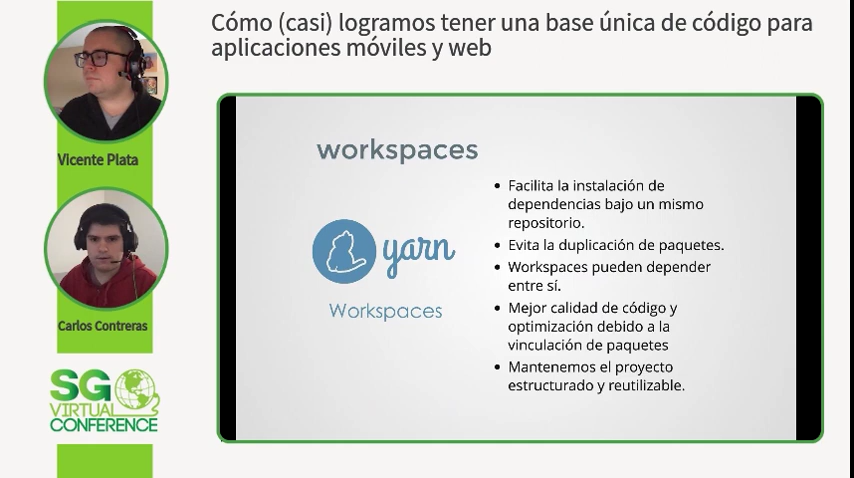 Cómo (casi) logramos tener una base única de código para
aplicaciones móviles y web
Vicente Plata
Carlos Contreras
SG
VIRTUAL
CONFERENCE
workspaces
yarn
Workspaces
• Facilita la instalación de
dependencias bajo un mismo
repositorio.
• Evita la duplicación de paquetes.
• Workspaces pueden depender
entre sí.
• Mejor calidad de código y
optimización debido a la
vinculación de paquetes
• Mantenemos el proyecto
estructurado y reutilizable.